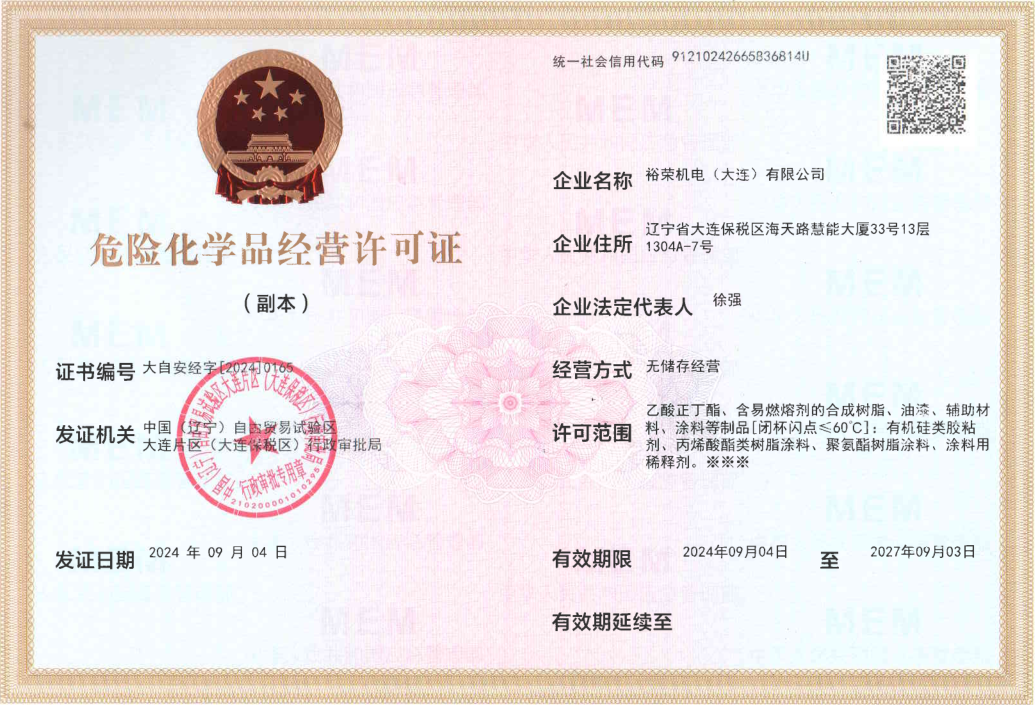 统一社会信用代码 91210242665836814U
危险化学品经营许可证
（副本）
证书编号 大自安经字[2024]0165
发证机关 中国（辽宁）自由贸易试验区
大连片区（大连保税区）行政审批局
发证日期 2024 年 09 月 04 日
企业名称 裕荣机电（大连）有限公司
企业住所 辽宁省大连保税区海天路慧能大厦33号13层
1304A-7号
企业法定代表人 徐强
经营方式 无储存经营
许可范围 乙酸正丁酯、含易燃溶剂的合成树脂、油漆、辅助材
料、涂料等制品[闭杯闪点≤60℃]：有机硅类胶粘
剂、丙烯酸酯类树脂涂料、聚氨酯树脂涂料、涂料用
稀释剂。※※※
有效期限 2024年09月04日 至 2027年09月03日
有效期延续至
行政审批专用章
2102000010102​95
MEM